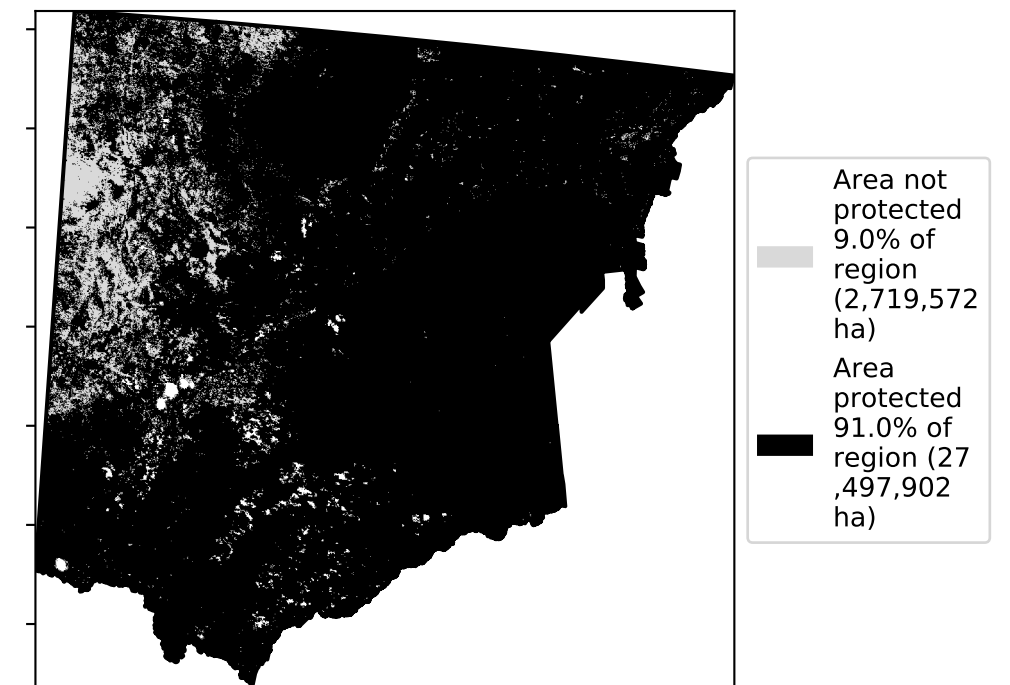 Area not
protected
9.0% of
region
(2,719,572
ha)
Area
protected
91.0% of
region (27
,497,902
ha)